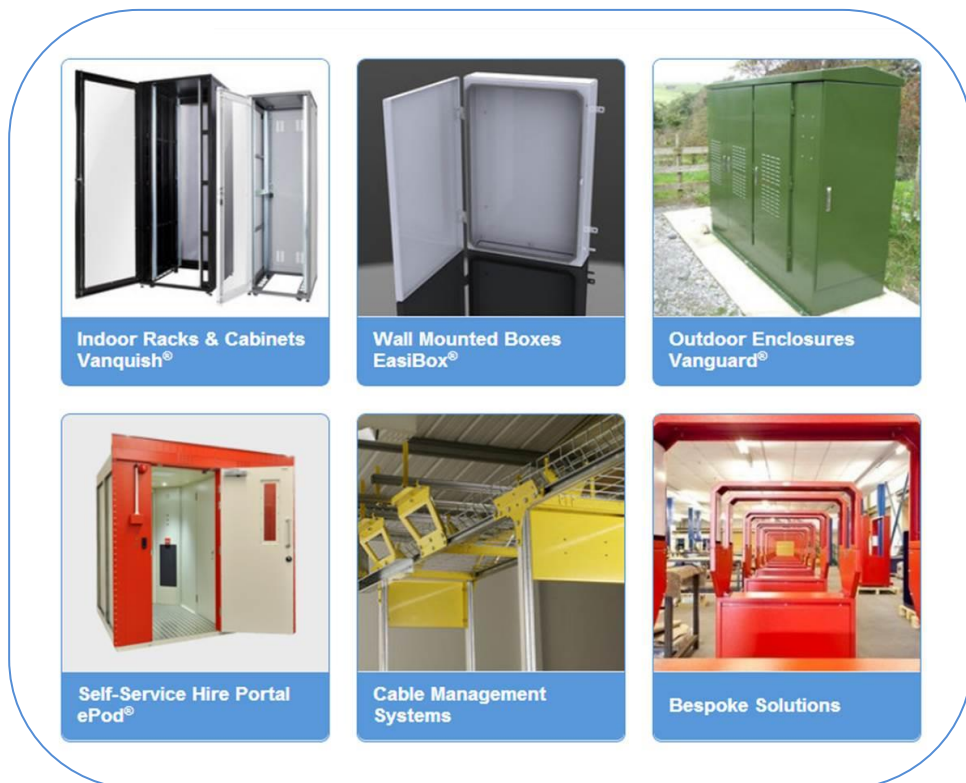 Indoor Racks & Cabinets
Vanquish®
Wall Mounted Boxes
EasiBox®
Outdoor Enclosures
Vanguard®
Self-Service Hire Portal
ePod®
Cable Management
Systems
Bespoke Solutions